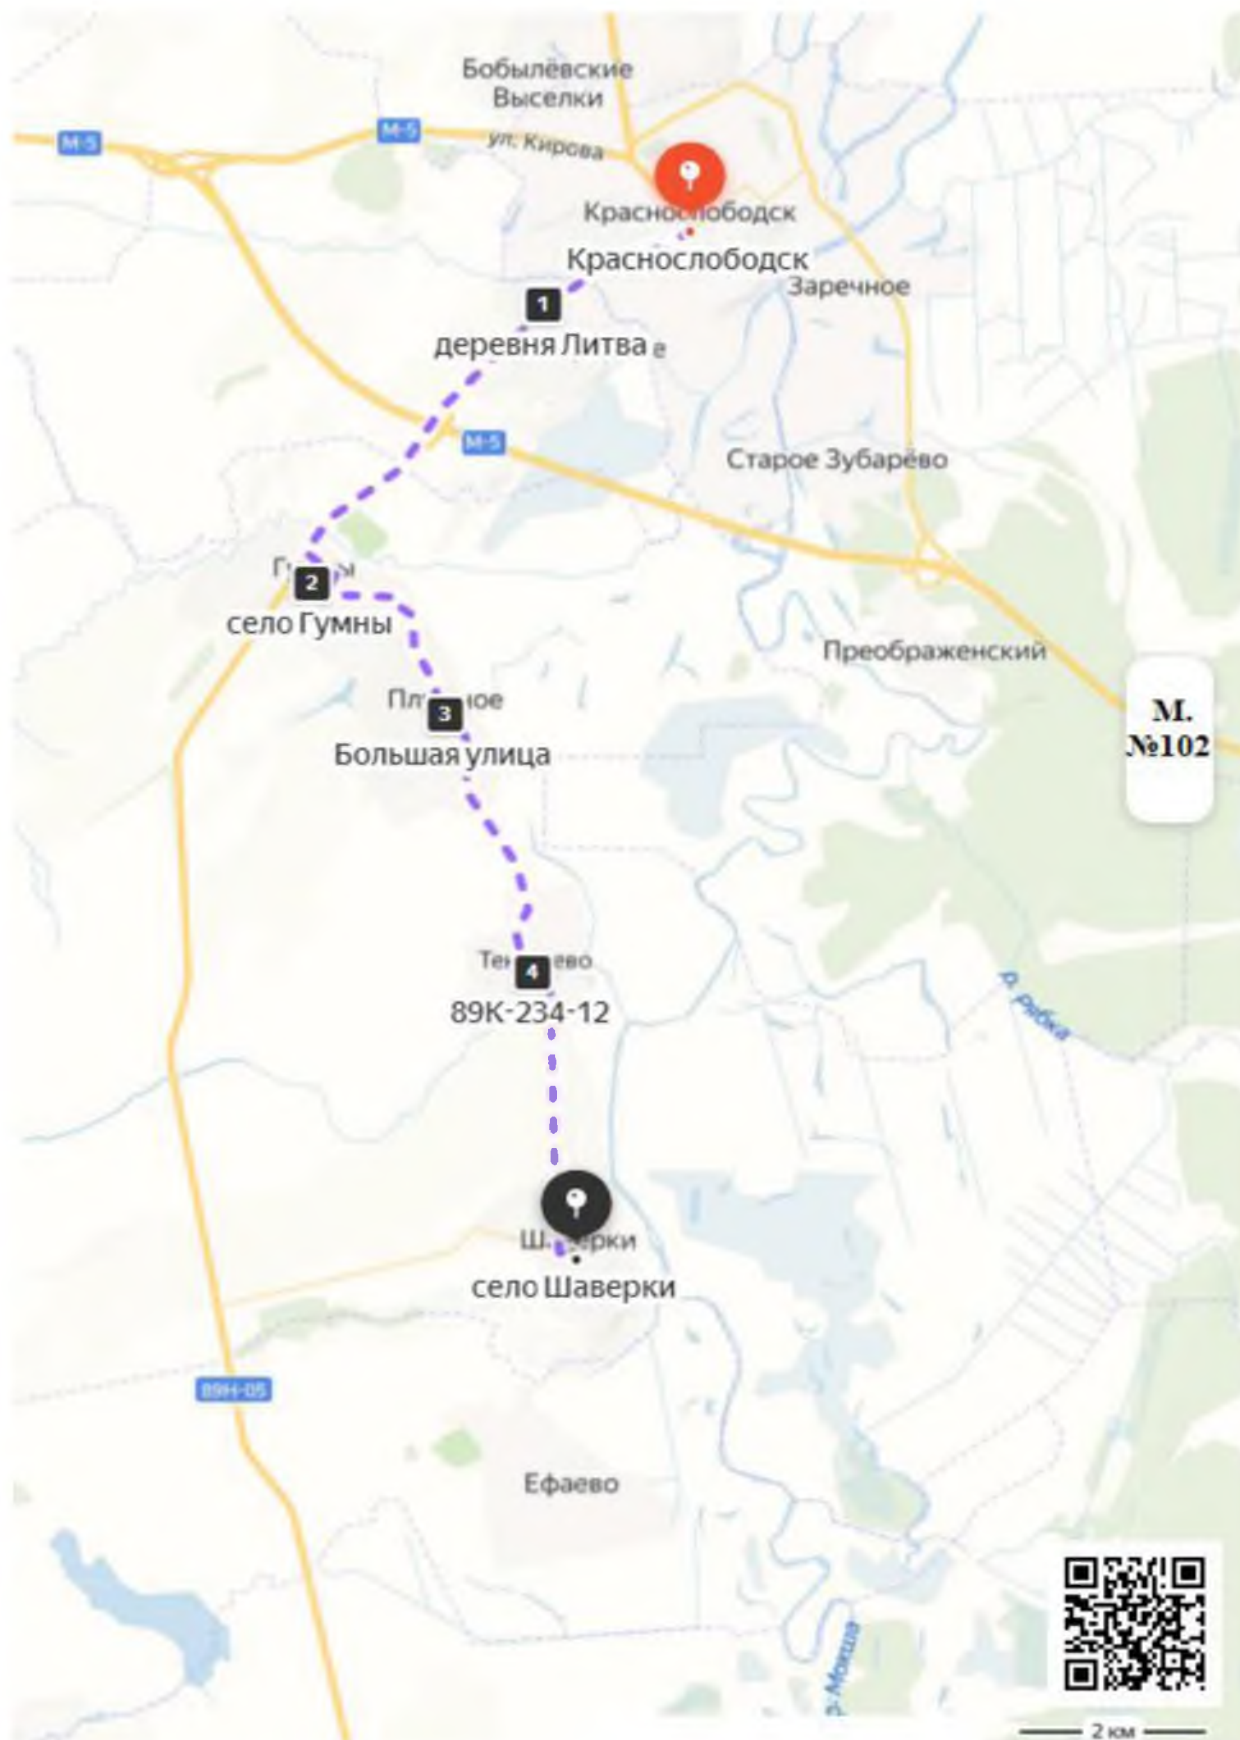 Бобылёвские
Выселки
М-5
М-5
ул. Кирова
Краснослободск
Краснослободск
Заречное
1
деревня Литва е
М-5
Старое Зубарёво
2
село Гумны
Преображенский
3
Большая улица
М.
№102
4
89К-234-12
р. Рябка
село Шаверки
89Н-05
Ефаево
р. Мокша
2 км